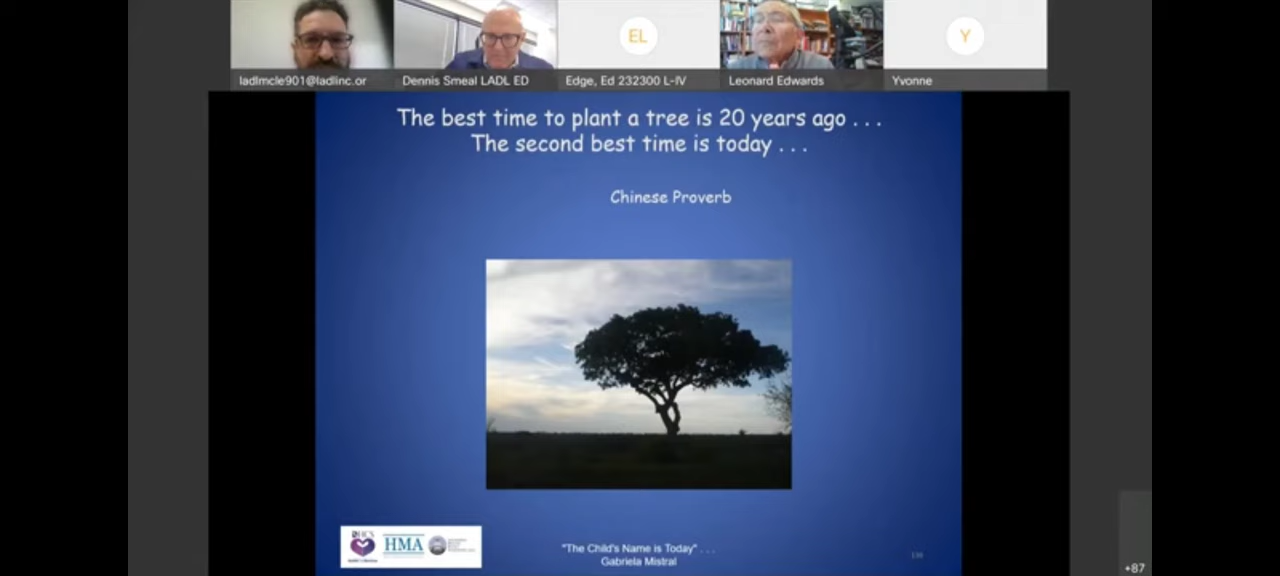 EL
Y
ladlmcle901@ladlinc.or
Dennis Smeal LADL ED
Edge, Ed 232300 L-IV
Leonard Edwards
Yvonne
The best time to plant a tree is 20 years ago . . .
The second best time is today . . .
Chinese Proverb
HMA
"The Child's Name is Today" . . .
Gabriela Mistral
+87